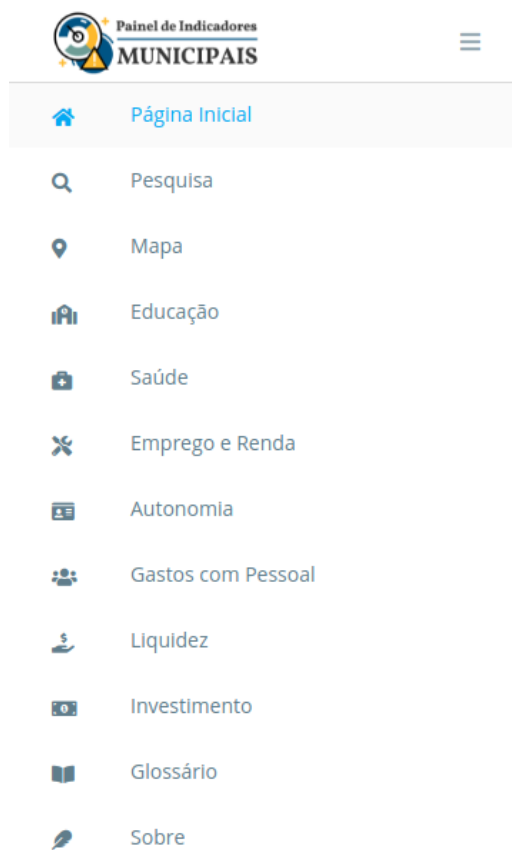 Painel de Indicadores
MUNICIPAIS
Página Inicial
Pesquisa
Mapa
Educação
Saúde
Emprego e Renda
Autonomia
Gastos com Pessoal
Liquidez
Investimento
Glossário
Sobre